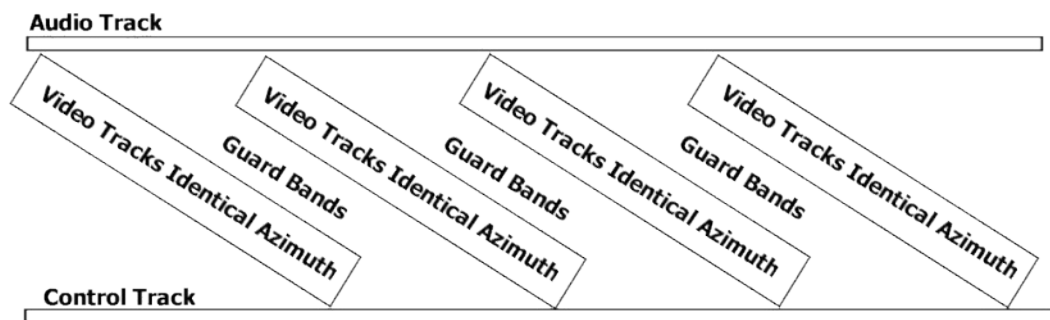 Audio Track
Video Tracks Identical Azimuth
Guard Bands
Video Tracks Identical Azimuth
Guard Bands
Video Tracks Identical Azimuth
Guard Bands
Video Tracks Identical Azimuth
Control Track